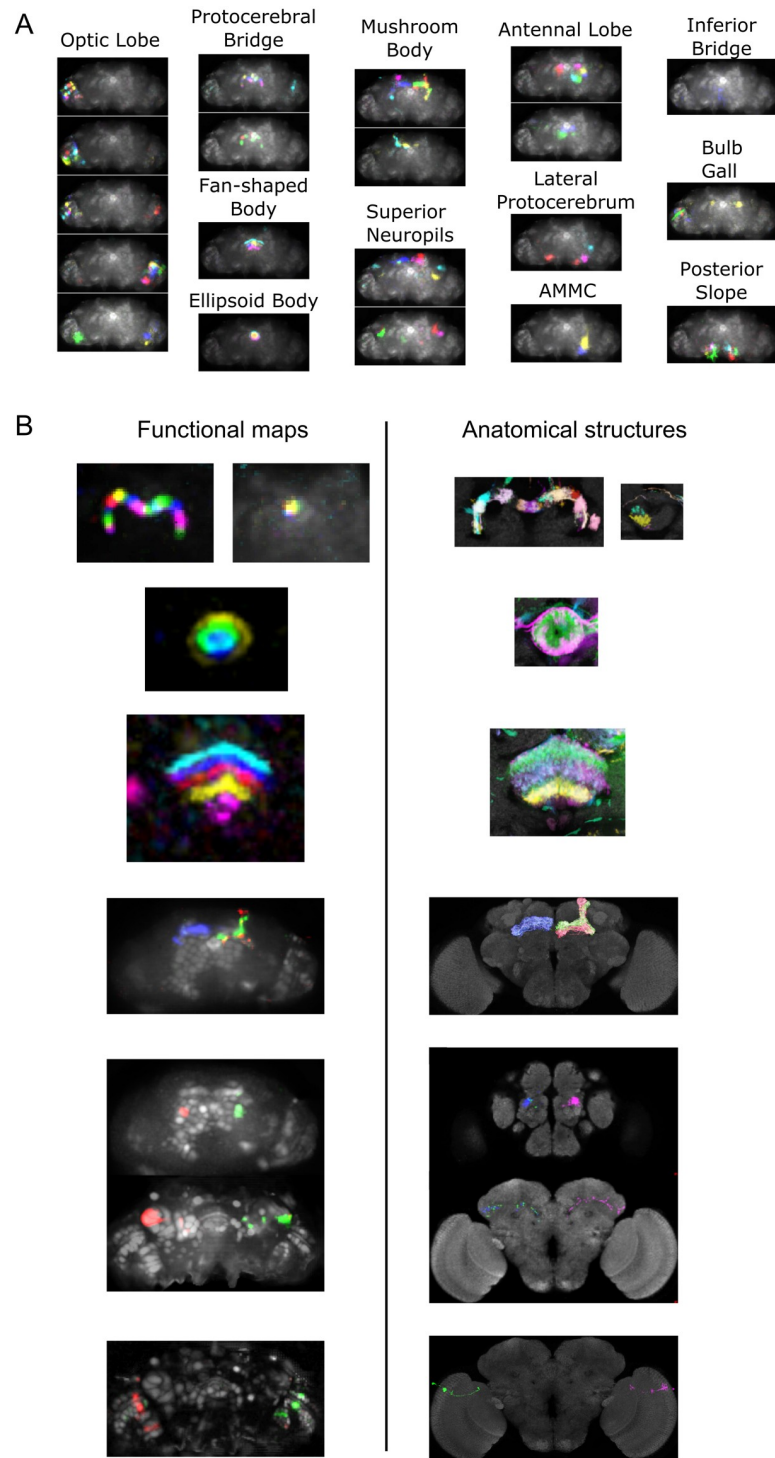 A
Optic Lobe
Protocerebral
Bridge
Fan-shaped
Body
Ellipsoid Body
Mushroom
Body
Superior
Neuropils
Antennal Lobe
Lateral
Protocerebrum
AMMC
Inferior
Bridge
Bulb
Gall
Posterior
Slope
B
Functional maps
Anatomical structures